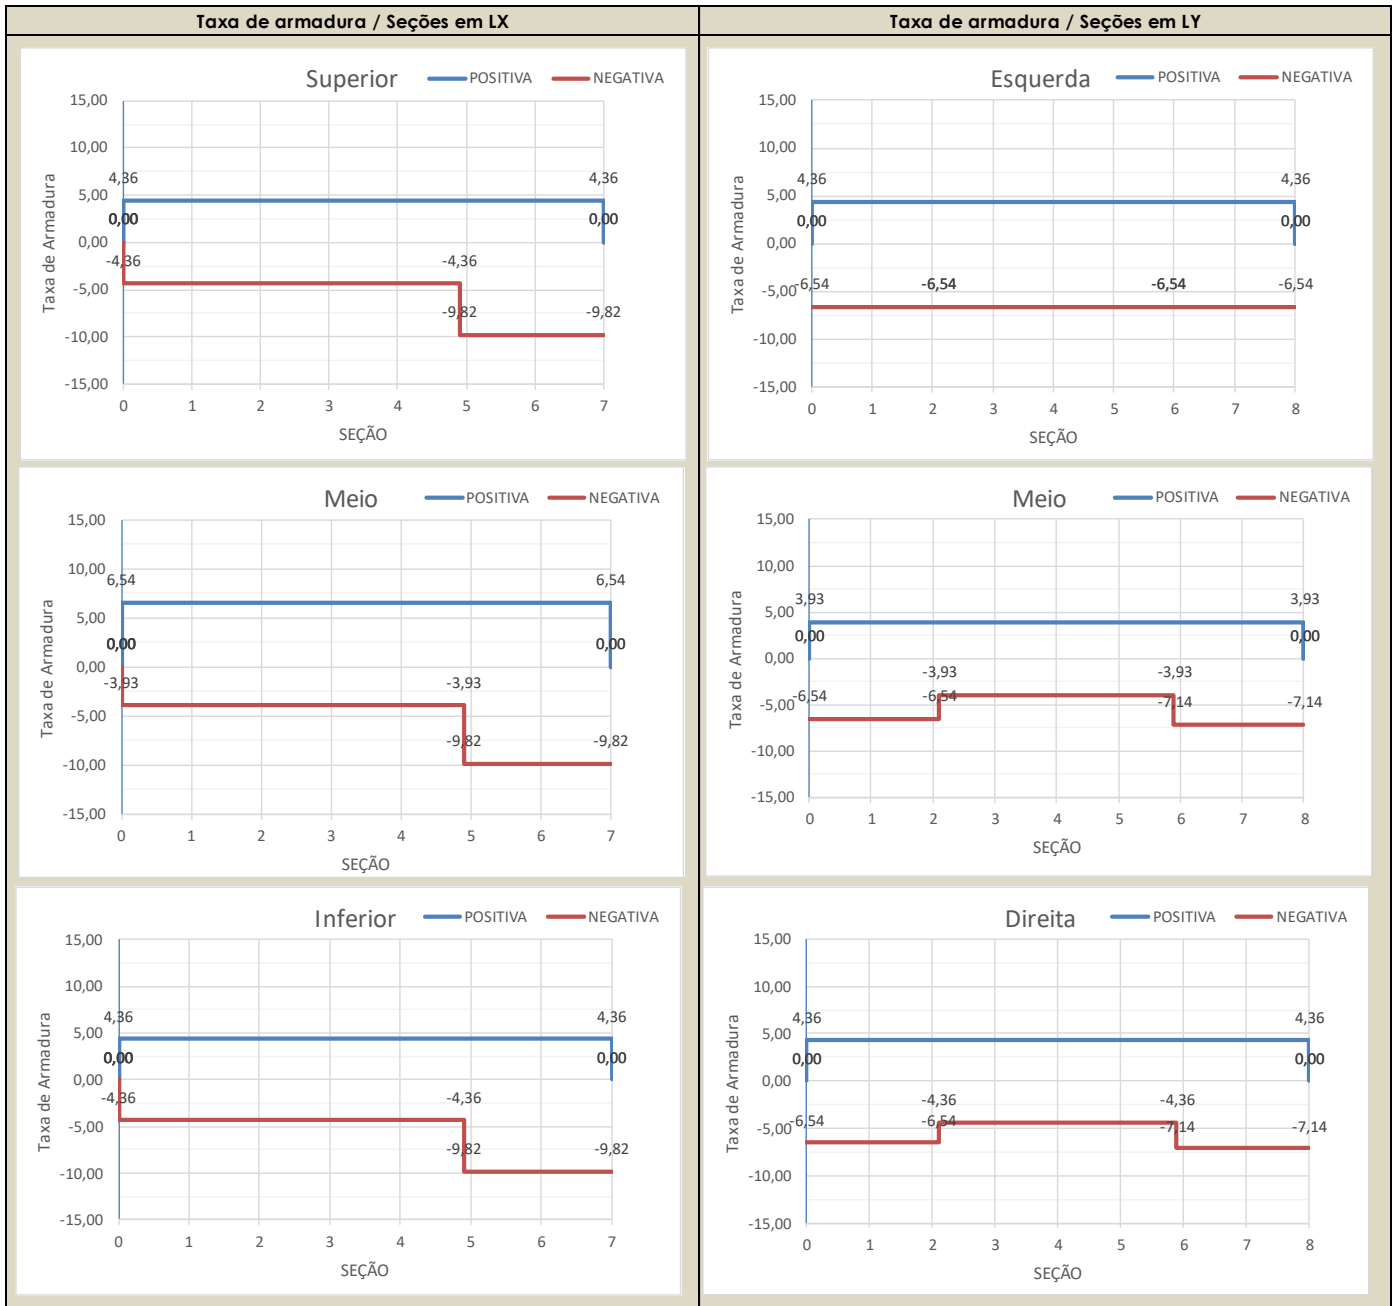 Taxa de armadura / Seções em LX
Taxa de armadura / Seções em LY
Superior POSITIVA NEGATIVA
Taxa de Armadura
15,00
10,00
5,00
0,00
-5,00
-10,00
-15,00
4,36 4,36
0,00 0,00
-4,36 -4,36
-9,82 -9,82
0 1 2 3 4 5 6 7
SEÇÃO
Esquerda POSITIVA NEGATIVA
Taxa de Armadura
15,00
10,00
5,00
0,00
-5,00
-10,00
-15,00
4,36 4,36
0,00 0,00
-6,54 -6,54 -6,54 -6,54
0 1 2 3 4 5 6 7 8
SEÇÃO
Meio POSITIVA NEGATIVA
Taxa de Armadura
15,00
10,00
5,00
0,00
-5,00
-10,00
-15,00
6,54 6,54
0,00 0,00
-3,93 -3,93
-9,82 -9,82
0 1 2 3 4 5 6 7
SEÇÃO
Meio POSITIVA NEGATIVA
Taxa de Armadura
15,00
10,00
5,00
0,00
-5,00
-10,00
-15,00
3,93 3,93
0,00 0,00
-3,93 -3,93
-6,54 -6,54 -7,14 -7,14
0 1 2 3 4 5 6 7 8
SEÇÃO
Inferior POSITIVA NEGATIVA
Taxa de Armadura
15,00
10,00
5,00
0,00
-5,00
-10,00
-15,00
4,36 4,36
0,00 0,00
-4,36 -4,36
-9,82 -9,82
0 1 2 3 4 5 6 7
SEÇÃO
Direita POSITIVA NEGATIVA
Taxa de Armadura
15,00
10,00
5,00
0,00
-5,00
-10,00
-15,00
4,36 4,36
0,00 0,00
-4,36 -4,36
-6,54 -6,54 -7,14 -7,14
0 1 2 3 4 5 6 7 8
SEÇÃO